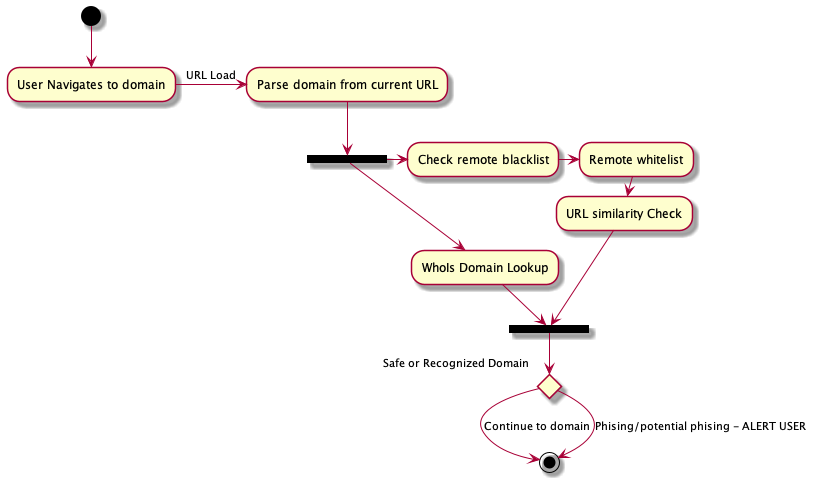 User Navigates to domain
URL Load
Parse domain from current URL
Check remote blacklist
Remote whitelist
URL similarity Check
WhoIs Domain Lookup
Safe or Recognized Domain
Continue to domain
Phising/potential phising - ALERT USER